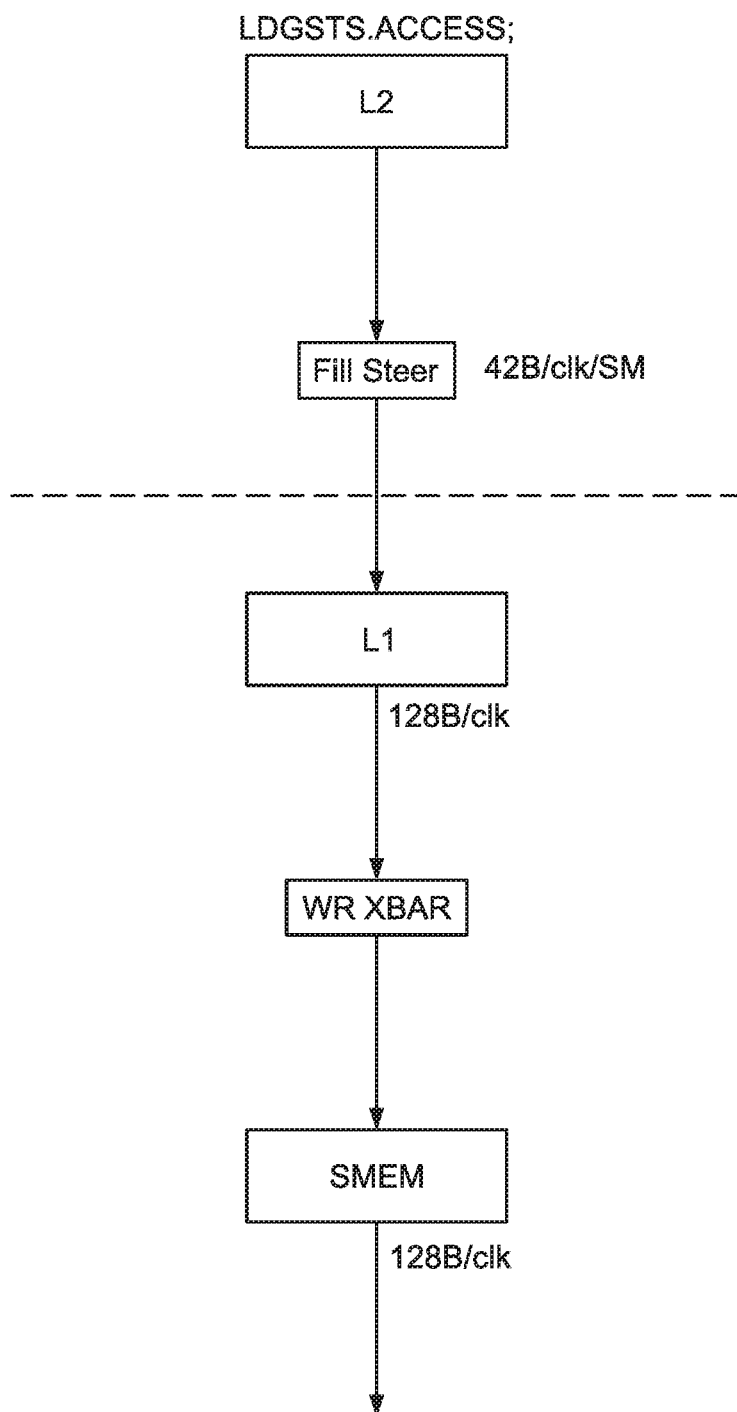 LDGSTS.ACCESS;
L2
Fill Steer
42B/clk/SM
L1
128B/clk
WR XBAR
SMEM
128B/clk